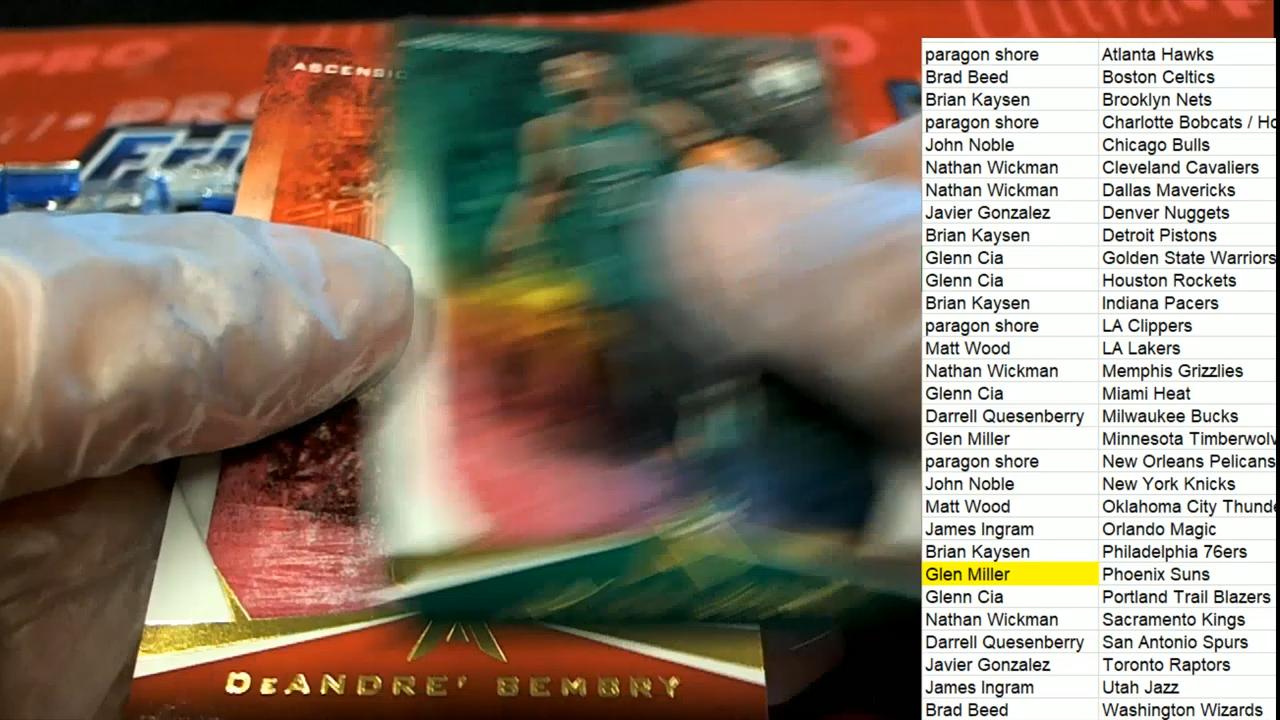 PRO
Ultra
PRO
ASCENSIO
DEANDRE' BEMBRY
paragon shore Atlanta Hawks
Brad Beed Boston Celtics
Brian Kaysen Brooklyn Nets
paragon shore Charlotte Bobcats / Ho
John Noble Chicago Bulls
Nathan Wickman Cleveland Cavaliers
Nathan Wickman Dallas Mavericks
Javier Gonzalez Denver Nuggets
Brian Kaysen Detroit Pistons
Glenn Cia Golden State Warriors
Glenn Cia Houston Rockets
Brian Kaysen Indiana Pacers
paragon shore LA Clippers
Matt Wood LA Lakers
Nathan Wickman Memphis Grizzlies
Glenn Cia Miami Heat
Darrell Quesenberry Milwaukee Bucks
Glen Miller Minnesota Timberwolv
paragon shore New Orleans Pelicans
John Noble New York Knicks
Matt Wood Oklahoma City Thunde
James Ingram Orlando Magic
Brian Kaysen Philadelphia 76ers
Glen Miller Phoenix Suns
Glenn Cia Portland Trail Blazers
Nathan Wickman Sacramento Kings
Darrell Quesenberry San Antonio Spurs
Javier Gonzalez Toronto Raptors
James Ingram Utah Jazz
Brad Beed Washington Wizards